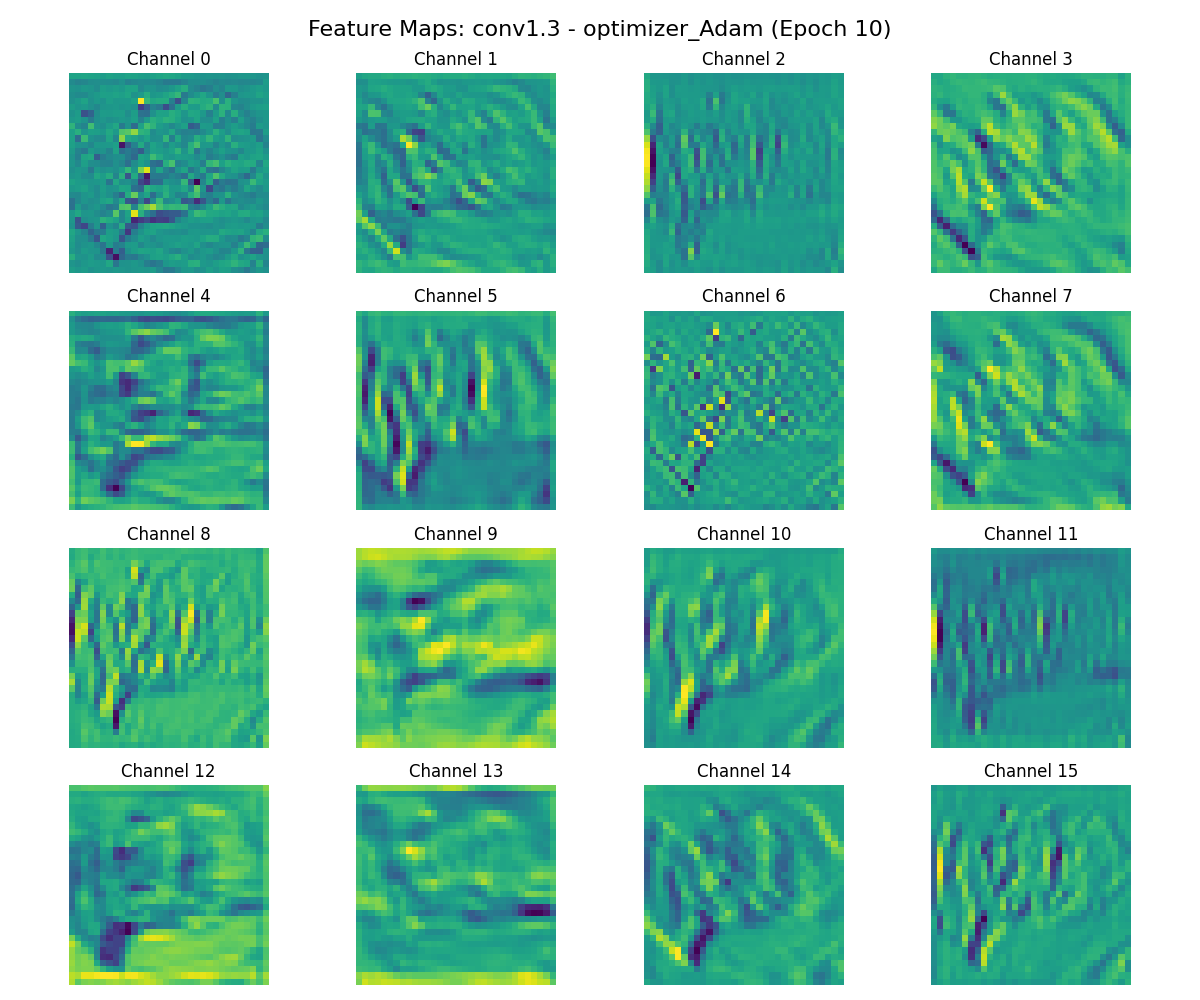 Feature Maps: conv1.3 - optimizer_Adam (Epoch 10)
Channel 0 Channel 1 Channel 2 Channel 3
Channel 4 Channel 5 Channel 6 Channel 7
Channel 8 Channel 9 Channel 10 Channel 11
Channel 12 Channel 13 Channel 14 Channel 15